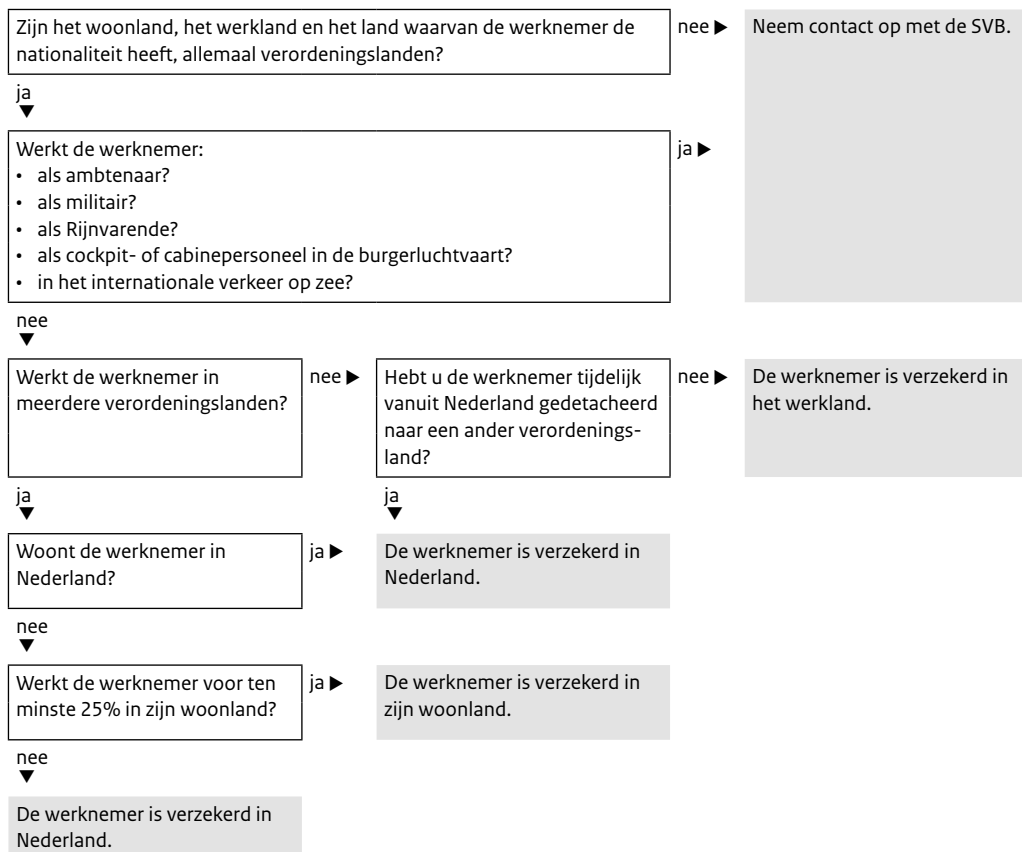 Zijn het woonland, het werkland en het land waarvan de werknemer de
nationaliteit heeft, allemaal verordeningslanden?
nee ▶
Neem contact op met de SVB.
ja
▼
Werkt de werknemer:
• als ambtenaar?
• als militair?
• als Rijnvarende?
• als cockpit- of cabinepersoneel in de burgerluchtvaart?
• in het internationale verkeer op zee?
ja ▶
nee
▼
Werkt de werknemer in
meerdere verordeningslanden?
nee ▶
Hebt u de werknemer tijdelijk
vanuit Nederland gedetacheerd
naar een ander verordenings-
land?
nee ▶
De werknemer is verzekerd in
het werkland.
ja
▼
ja
▼
Woont de werknemer in
Nederland?
ja ▶
De werknemer is verzekerd in
Nederland.
nee
▼
Werkt de werknemer voor ten
minste 25% in zijn woonland?
ja ▶
De werknemer is verzekerd in
zijn woonland.
nee
▼
De werknemer is verzekerd in
Nederland.